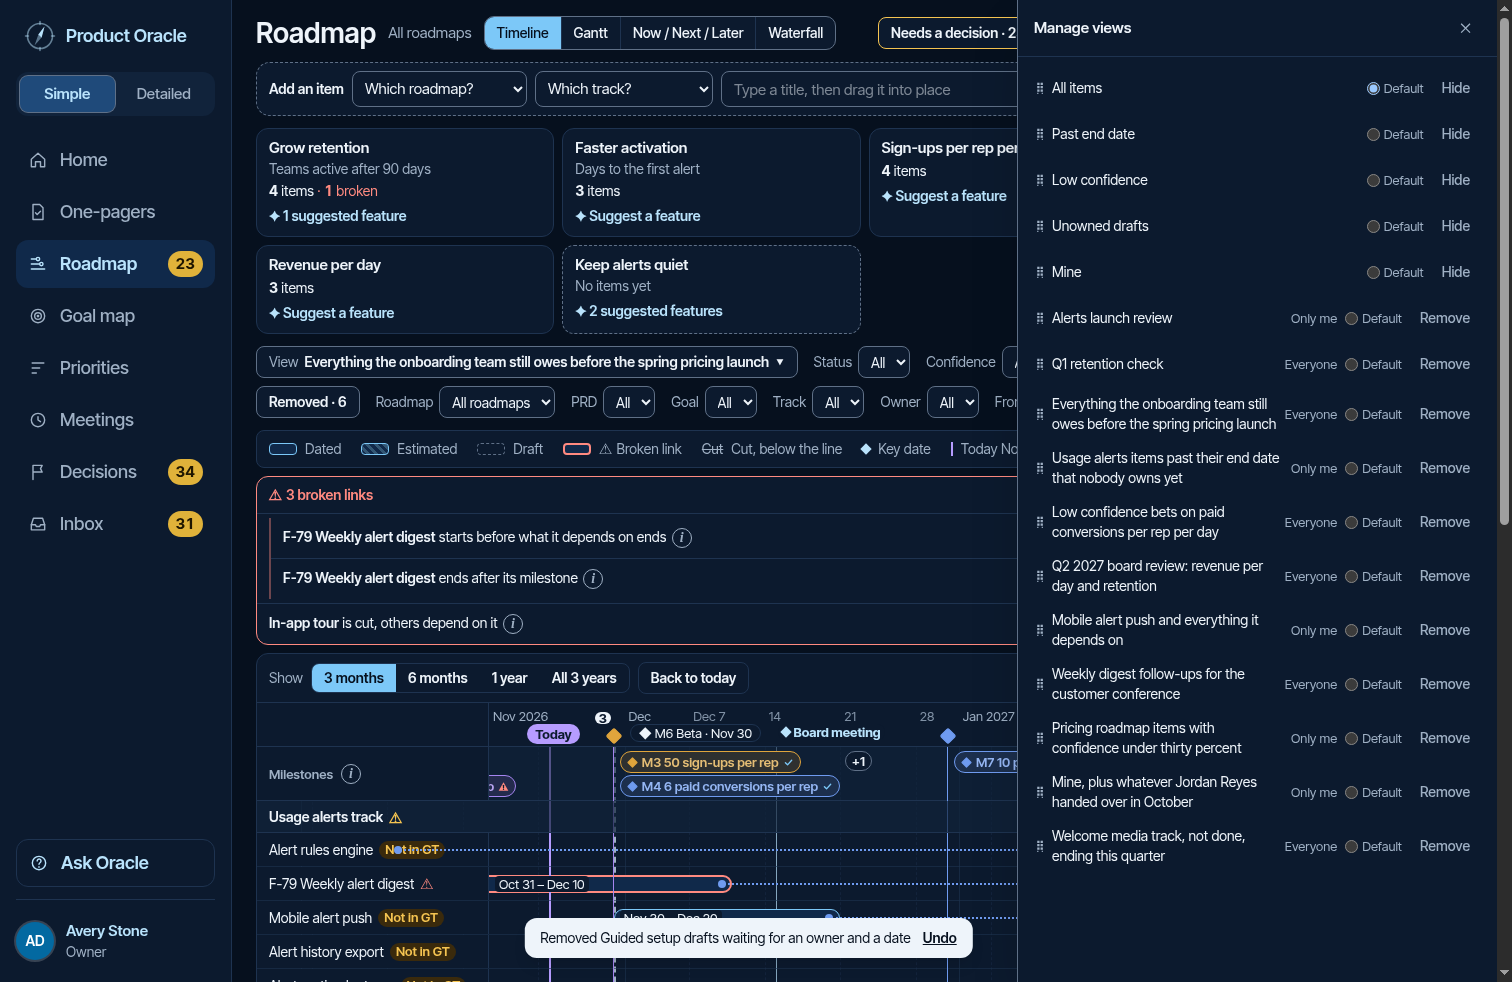 Product Oracle
Simple
Detailed
Home
One-pagers
Roadmap 23
Goal map
Priorities
Meetings
Decisions 34
Inbox 31
Ask Oracle
AD
Avery Stone
Owner
Roadmap All roadmaps Timeline Gantt Now / Next / Later Waterfall Needs a decision · 2
Add an item Which roadmap? Which track? Type a title, then drag it into place
Grow retention
Teams active after 90 days
4 items · 1 broken
✦ 1 suggested feature
Focus activation
Days to the first alert
3 items
✦ Suggest a feature
Sign-ups per rep per
4 items
✦ Suggest a feature
Revenue per day
3 items
✦ Suggest a feature
Keep alerts quiet
No items yet
✦ 2 suggested features
View Everything the onboarding team still owes before the spring pricing launch ▼ Status All Confidence
Removed · 6 Roadmap All roadmaps PRD All Goal All Track All Owner All
Dated Estimated Draft ⚠ Broken link Cut Cut, below the line Key date Today
⚠ 3 broken links
F-79 Weekly alert digest starts before what it depends on ends i
F-79 Weekly alert digest ends after its milestone i
In-app tour is cut, others depend on it i
Show 3 months 6 months 1 year All 3 years Back to today
Nov 2026 3 Dec Dec 7 14 21 28 Jan 2027
Today M6 Beta · Nov 30 Board meeting
Milestones i
M3 50 sign-ups per rep ✓ +1 M7 10
M4 6 paid conversions per rep ✓
Usage alerts track ⚠
Alert rules engine Not in GT
F-79 Weekly alert digest ⚠ Oct 31 – Dec 10
Mobile alert push Not in GT
Alert history export Not in GT
Removed Guided setup drafts waiting for an owner and a date Undo
Manage views ×
All items Default Hide
Past end date Default Hide
Low confidence Default Hide
Unowned drafts Default Hide
Mine Default Hide
Alerts launch review Only me Default Remove
Q1 retention check Everyone Default Remove
Everything the onboarding team still
owes before the spring pricing launch Everyone Default Remove
Usage alerts items past their end date
that nobody owns yet Only me Default Remove
Low confidence bets on paid
conversions per rep per day Everyone Default Remove
Q2 2027 board review: revenue per
day and retention Everyone Default Remove
Mobile alert push and everything it
depends on Only me Default Remove
Weekly digest follow-ups for the
customer conference Everyone Default Remove
Pricing roadmap items with
confidence under thirty percent Only me Default Remove
Mine, plus whatever Jordan Reyes
handed over in October Only me Default Remove
Welcome media track, not done,
ending this quarter Everyone Default Remove